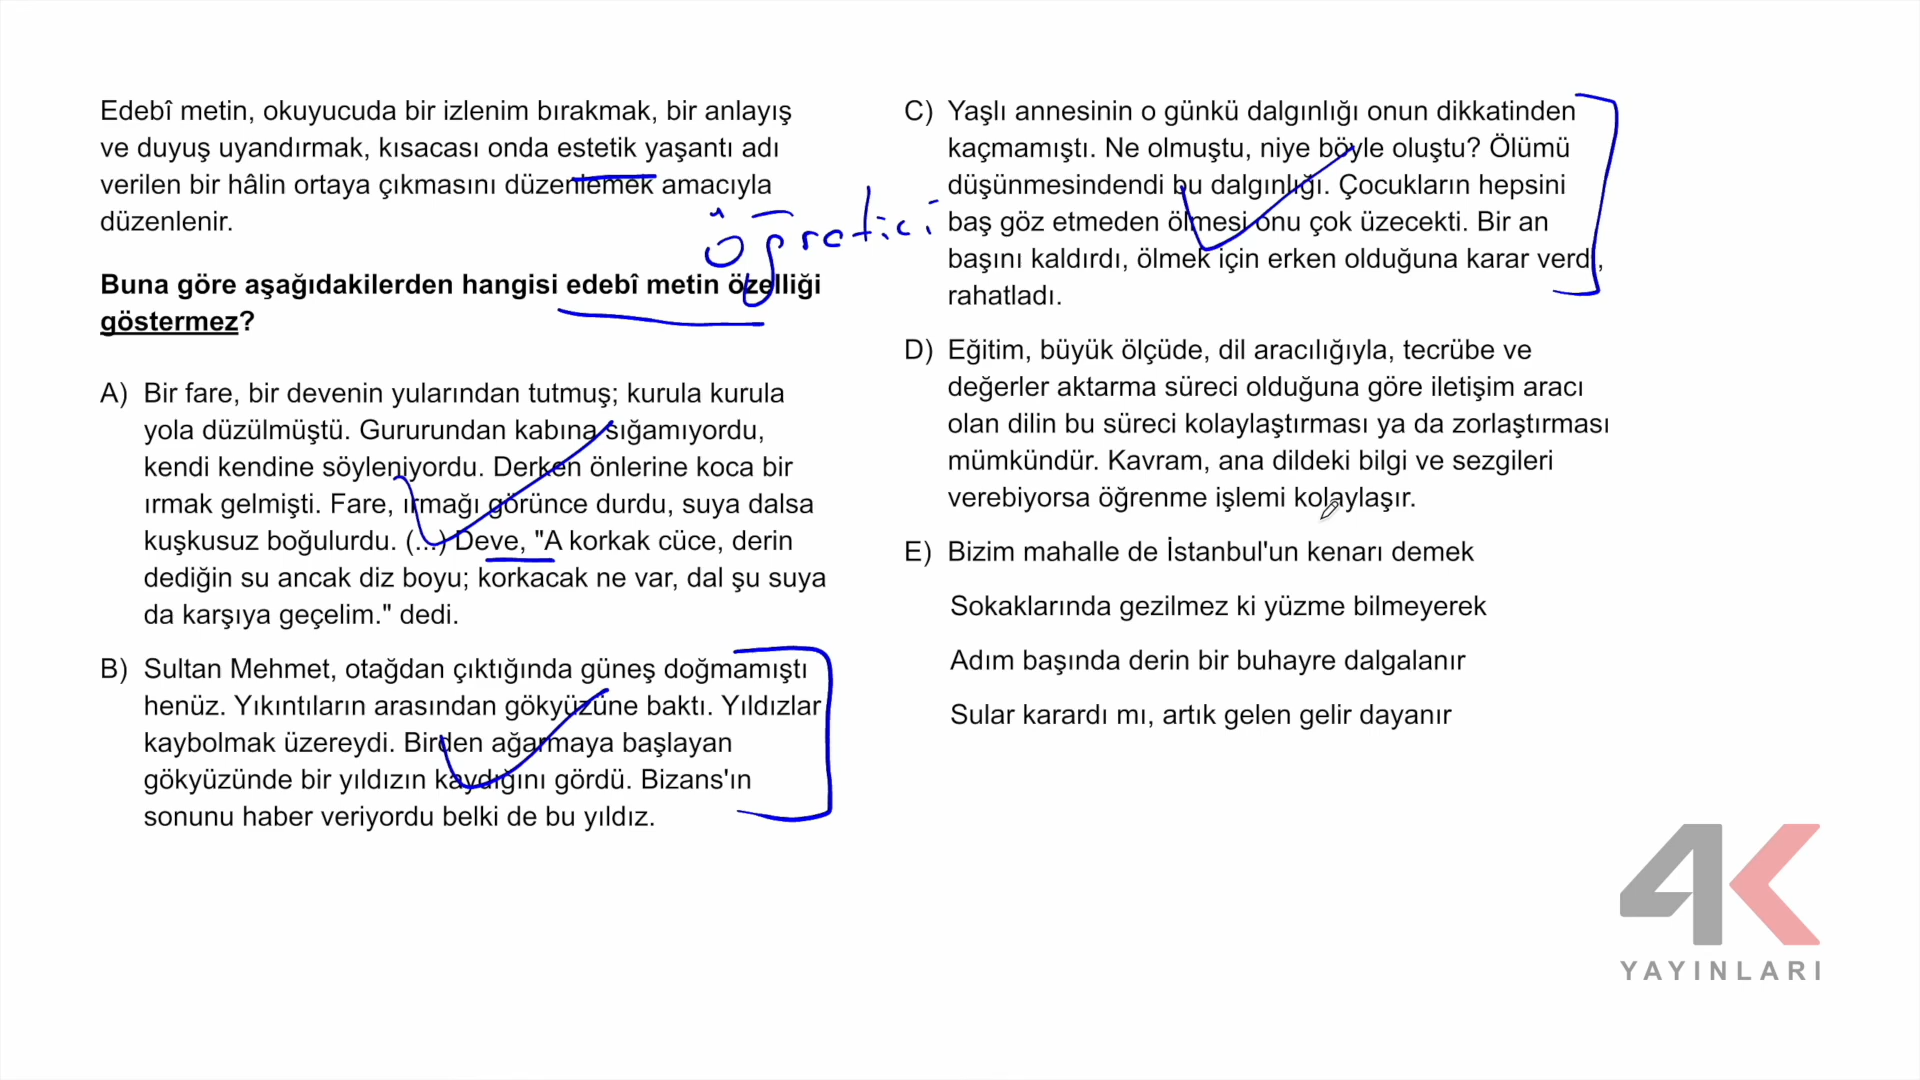 Edebî metin, okuyucuda bir izlenim bırakmak, bir anlayış
ve duyuş uyandırmak, kısacası onda estetik yaşantı adı
verilen bir hâlin ortaya çıkmasını düzenlemek amacıyla
düzenlenir.
öğretici
Buna göre aşağıdakilerden hangisi edebî metin özelliği
göstermez?
A) Bir fare, bir devenin yularından tutmuş; kurula kurula
yola düzülmüştü. Gururundan kabına sığamıyordu,
kendi kendine söyleniyordu. Derken önlerine koca bir
ırmak gelmişti. Fare, ırmağı görünce durdu, suya dalsa
kuşkusuz boğulurdu. (...) Deve, "A korkak cüce, derin
dediğin su ancak diz boyu; korkacak ne var, dal şu suya
da karşıya geçelim." dedi.
B) Sultan Mehmet, otağdan çıktığında güneş doğmamıştı
henüz. Yıkıntıların arasından gökyüzüne baktı. Yıldızlar
kaybolmak üzereydi. Birden ağarmaya başlayan
gökyüzünde bir yıldızın kaydığını gördü. Bizans'ın
sonunu haber veriyordu belki de bu yıldız.
C) Yaşlı annesinin o günkü dalgınlığı onun dikkatinden
kaçmamıştı. Ne olmuştu, niye böyle oluştu? Ölümü
düşünmesindendi bu dalgınlığı. Çocukların hepsini
baş göz etmeden ölmesi onu çok üzecekti. Bir an
başını kaldırdı, ölmek için erken olduğuna karar verdi,
rahatladı.
D) Eğitim, büyük ölçüde, dil aracılığıyla, tecrübe ve
değerler aktarma süreci olduğuna göre iletişim aracı
olan dilin bu süreci kolaylaştırması ya da zorlaştırması
mümkündür. Kavram, ana dildeki bilgi ve sezgileri
verebiyorsa öğrenme işlemi kolaylaşır.
E) Bizim mahalle de İstanbul'un kenarı demek
Sokaklarında gezilmez ki yüzme bilmeyerek
Adım başında derin bir buhayre dalgalanır
Sular karardı mı, artık gelen gelir dayanır
4K
YAYINLARI